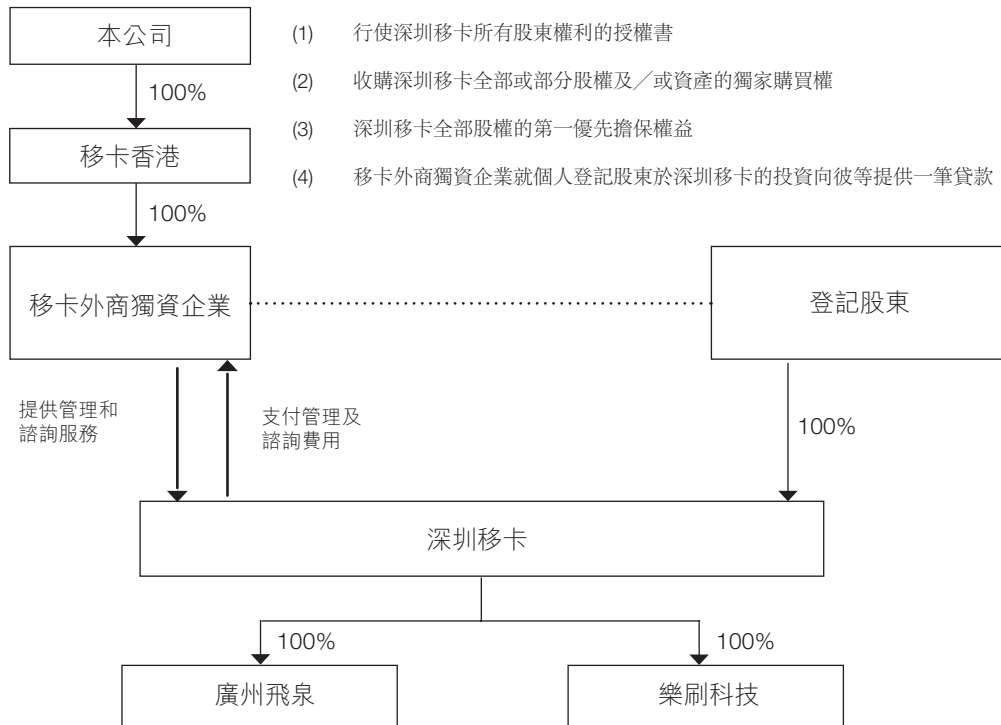 本公司
(1) 行使深圳移卡所有股東權利的授權書
100%
(2) 收購深圳移卡全部或部分股權及／或資產的獨家購買權
移卡香港
(3) 深圳移卡全部股權的第一優先擔保權益
(4) 移卡外商獨資企業就個人登記股東於深圳移卡的投資向彼等提供一筆貸款
100%
移卡外商獨資企業
登記股東
提供管理和
諮詢服務
支付管理及
諮詢費用
100%
深圳移卡
100%
100%
廣州飛泉
樂刷科技